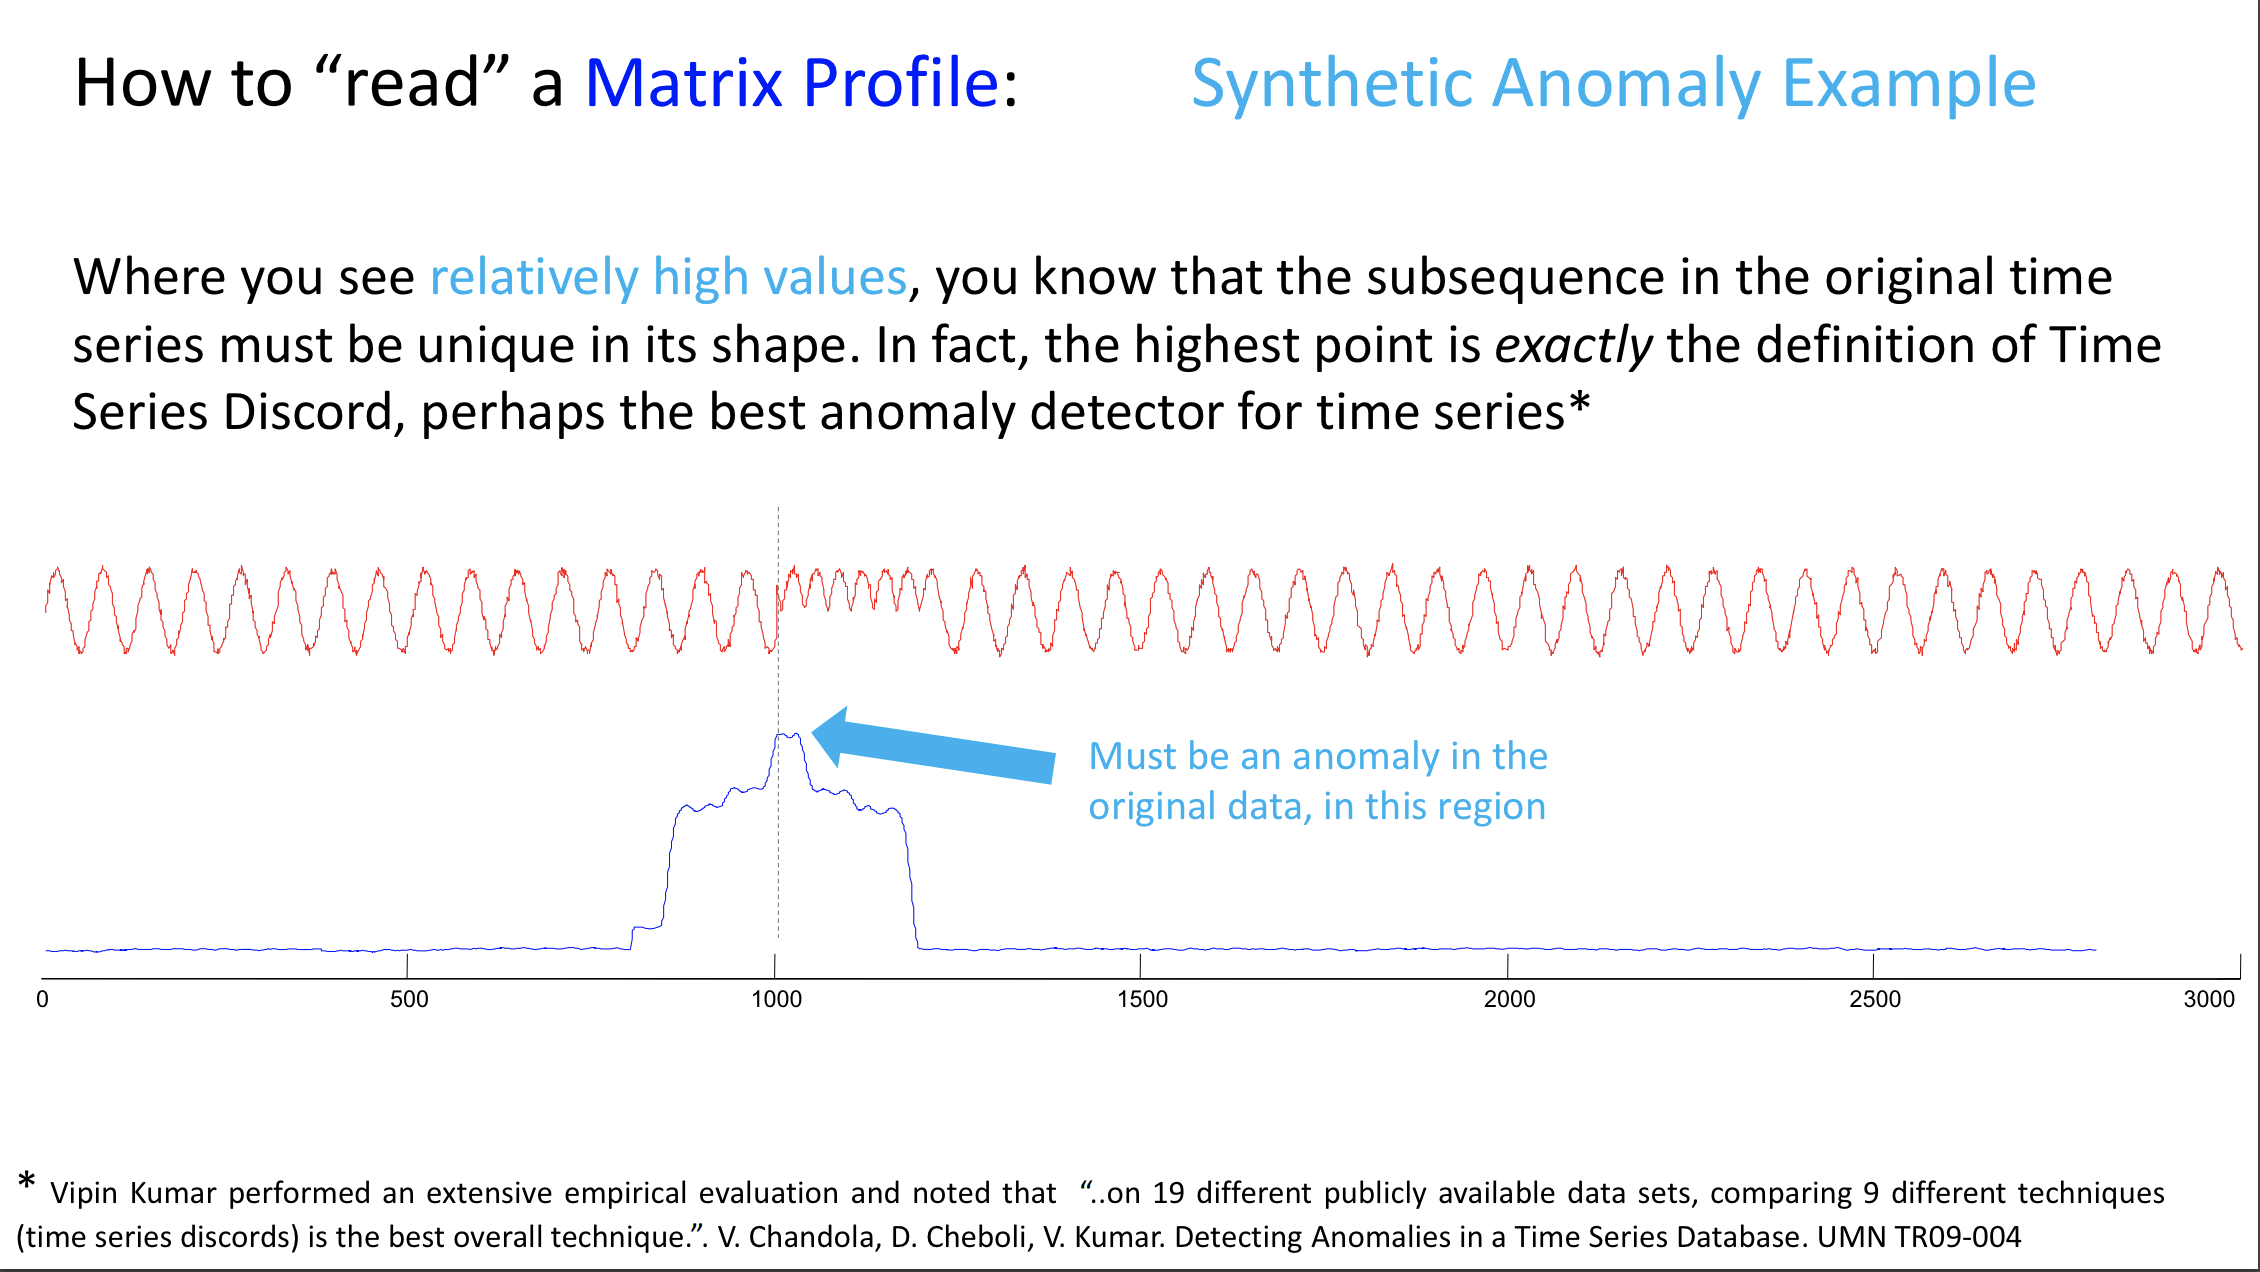 How to “read” a Matrix Profile: Synthetic Anomaly Example
Where you see relatively high values, you know that the subsequence in the original time
series must be unique in its shape. In fact, the highest point is exactly the definition of Time
Series Discord, perhaps the best anomaly detector for time series*
Must be an anomaly in the
original data, in this region
0 500 1000 1500 2000 2500 3000
* Vipin Kumar performed an extensive empirical evaluation and noted that “..on 19 different publicly available data sets, comparing 9 different techniques
(time series discords) is the best overall technique.”. V. Chandola, D. Cheboli, V. Kumar. Detecting Anomalies in a Time Series Database. UMN TR09-004